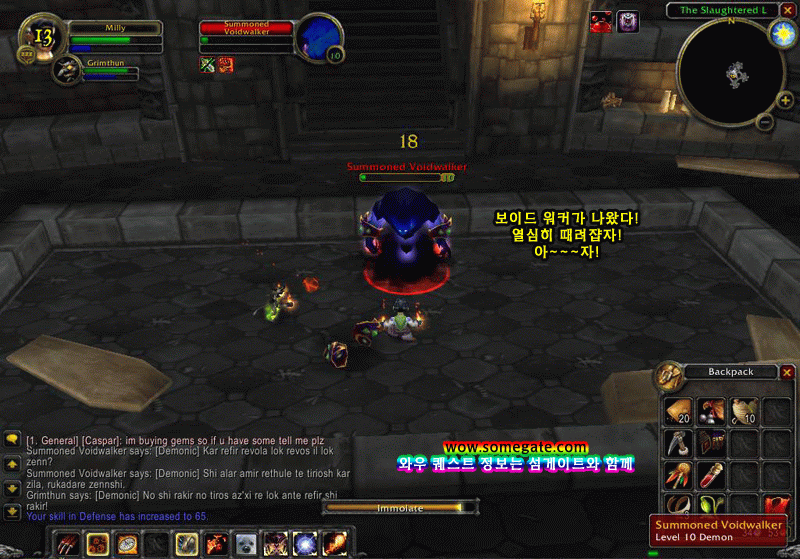 13
Milly
Grimthun
Summoned
Voidwalker
10
The Slaughtered L
N
18
Summoned Voidwalker
10
보이드 워커가 나왔다!
열심히 때려쟙자!
아~~~자!
Backpack
20
10
[1. General] [Caspar]: im buying gems so if u have some tell me plz
Summoned Voidwalker says: [Demonic] Kar refir revola lok revos il lok
zenn?
Summoned Voidwalker says: [Demonic] Shi alar amir rethule te tiriosh kar
zila, rukadare zennshi.
Grimthun says: [Demonic] No shi rakir no tiros az'xi re lok ante refir shi
rakir!
Your skill in Defense has increased to 65.
www.somegate.com
와우 퀘스트 정보는 섬게이트와 함께
Immolate
Summoned Voidwalker
Level 10 Demon